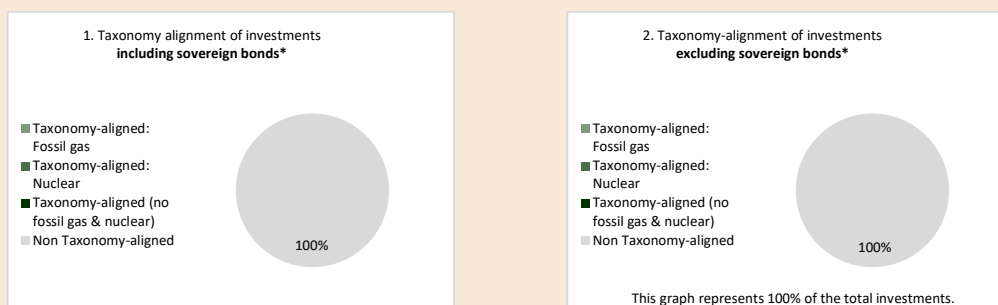 1. Taxonomy alignment of investments
including sovereign bonds*
Taxonomy-aligned:
Fossil gas
Taxonomy-aligned:
Nuclear
Taxonomy-aligned (no
fossil gas & nuclear)
Non Taxonomy-aligned
100%
2. Taxonomy-alignment of investments
excluding sovereign bonds*
Taxonomy-aligned:
Fossil gas
Taxonomy-aligned:
Nuclear
Taxonomy-aligned (no
fossil gas & nuclear)
Non Taxonomy-aligned
100%
This graph represents 100% of the total investments.